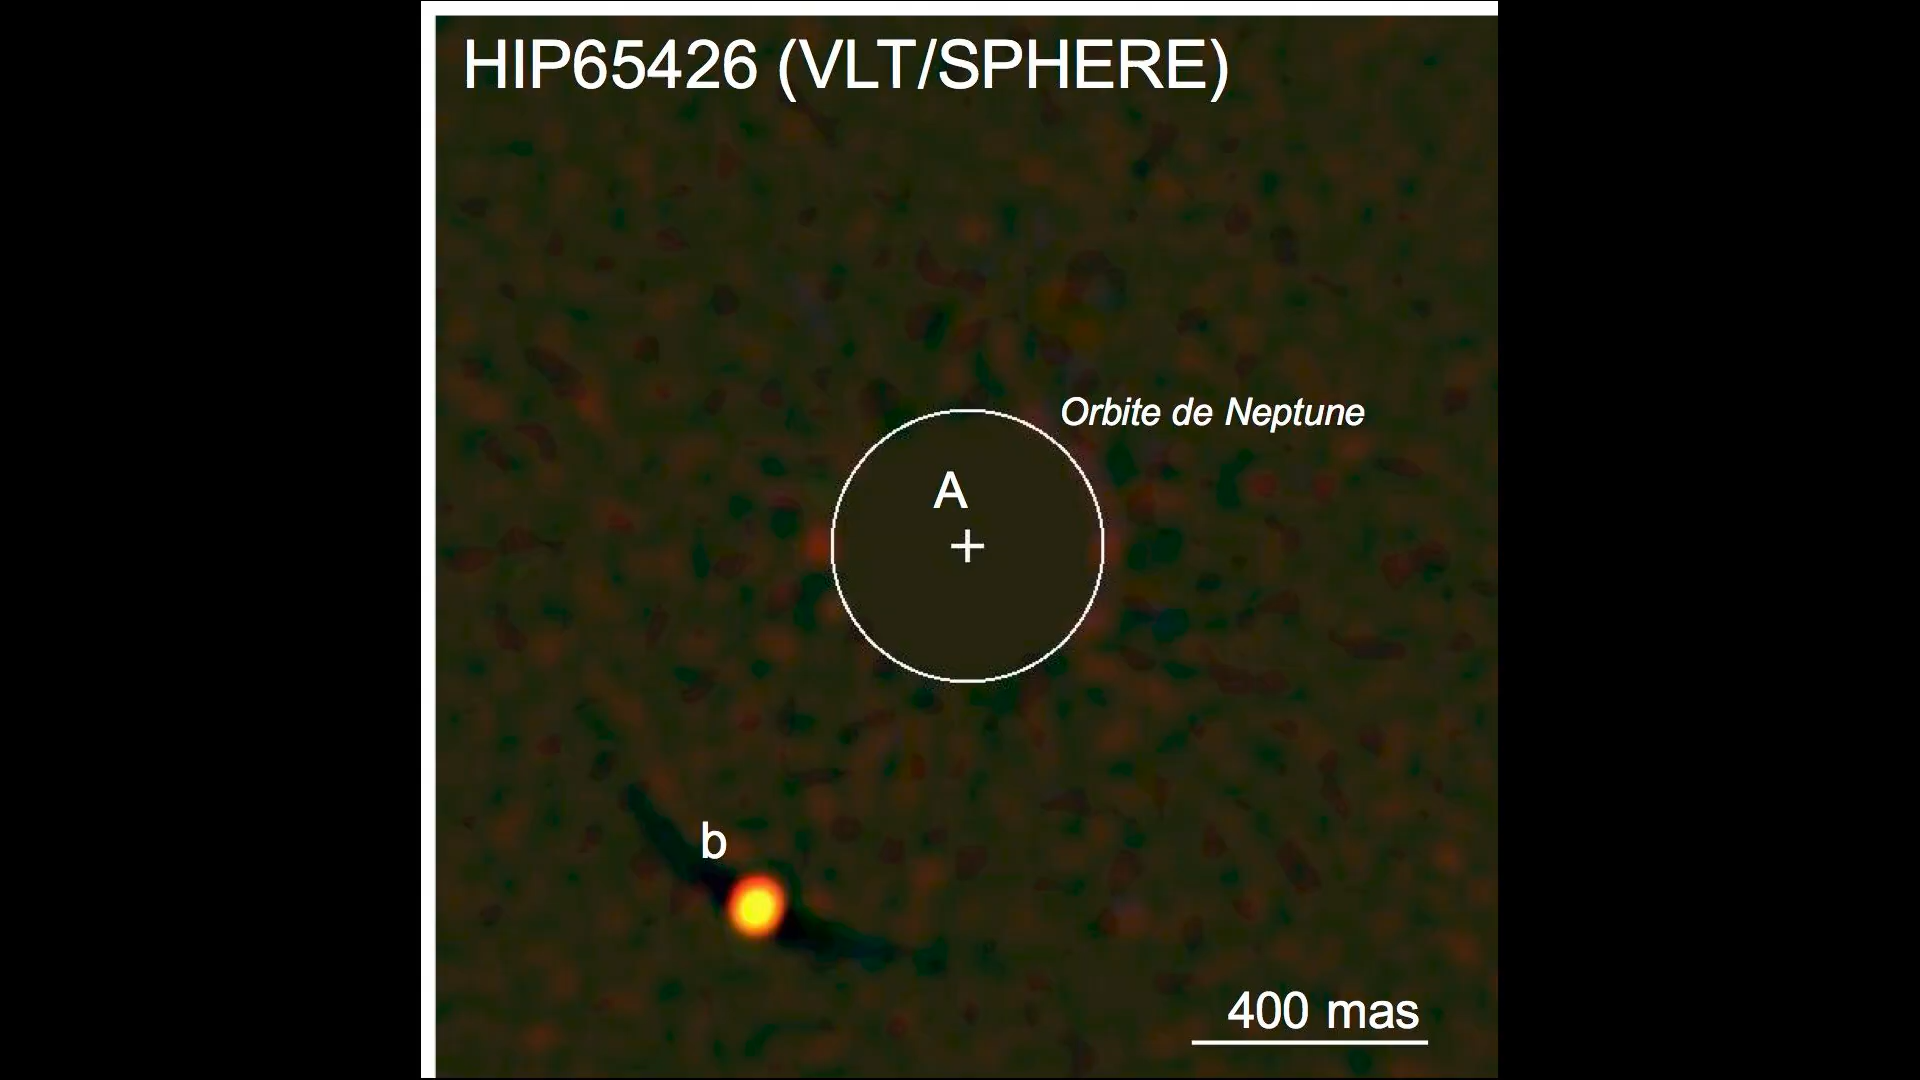 HIP65426 (VLT/SPHERE)
Orbite de Neptune
A
b
400 mas